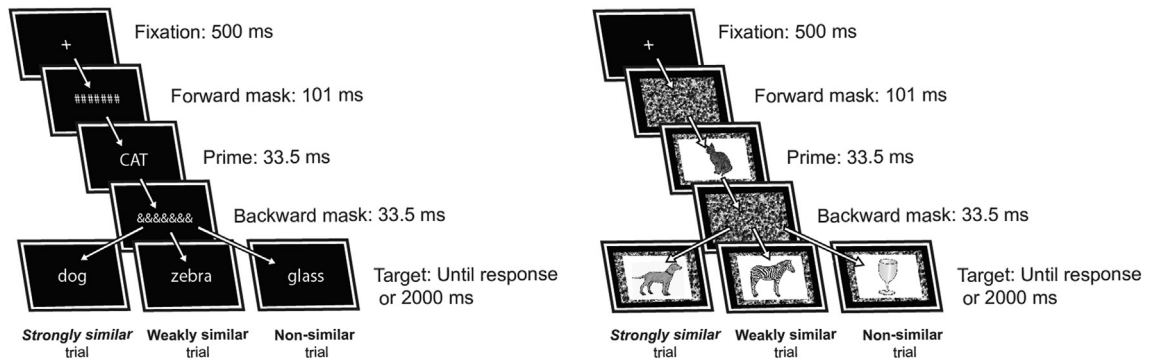 +
Fixation: 500 ms
#######
Forward mask: 101 ms
CAT
Prime: 33.5 ms
&&&&&&&
Backward mask: 33.5 ms
dog
zebra
glass
Target: Until response
or 2000 ms
Strongly similar
trial
Weakly similar
trial
Non-similar
trial
+
Fixation: 500 ms
Forward mask: 101 ms
Prime: 33.5 ms
Backward mask: 33.5 ms
Target: Until response
or 2000 ms
Strongly similar
trial
Weakly similar
trial
Non-similar
trial